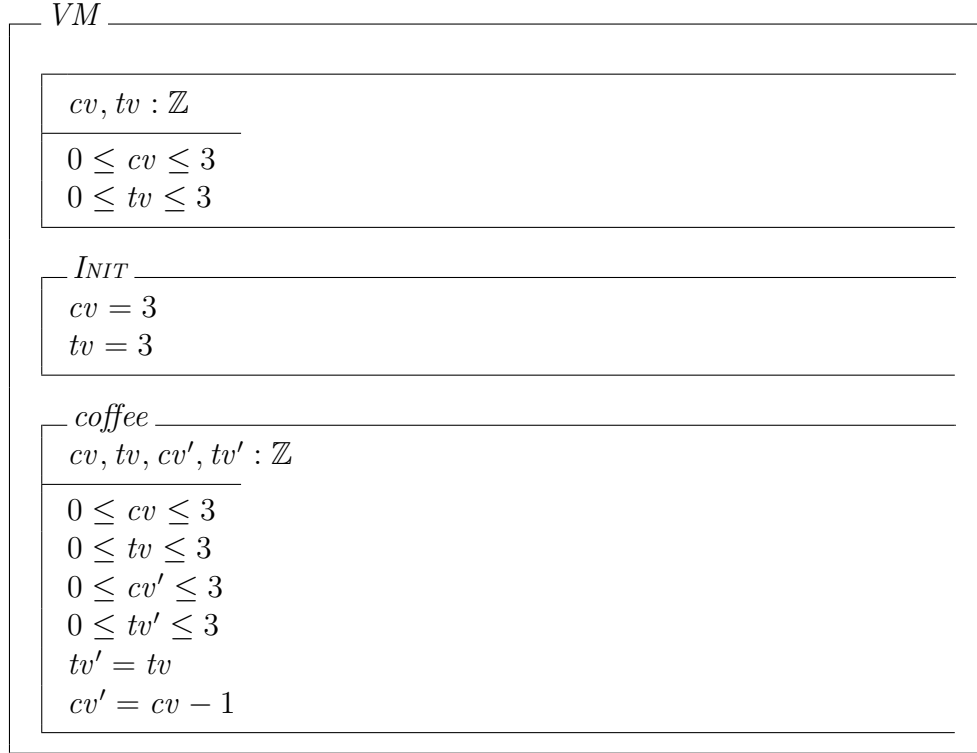 VM
cv, tv : ℤ
0 ≤ cv ≤ 3
0 ≤ tv ≤ 3
INIT
cv = 3
tv = 3
coffee
cv, tv, cv′, tv′ : ℤ
0 ≤ cv ≤ 3
0 ≤ tv ≤ 3
0 ≤ cv′ ≤ 3
0 ≤ tv′ ≤ 3
tv′ = tv
cv′ = cv − 1